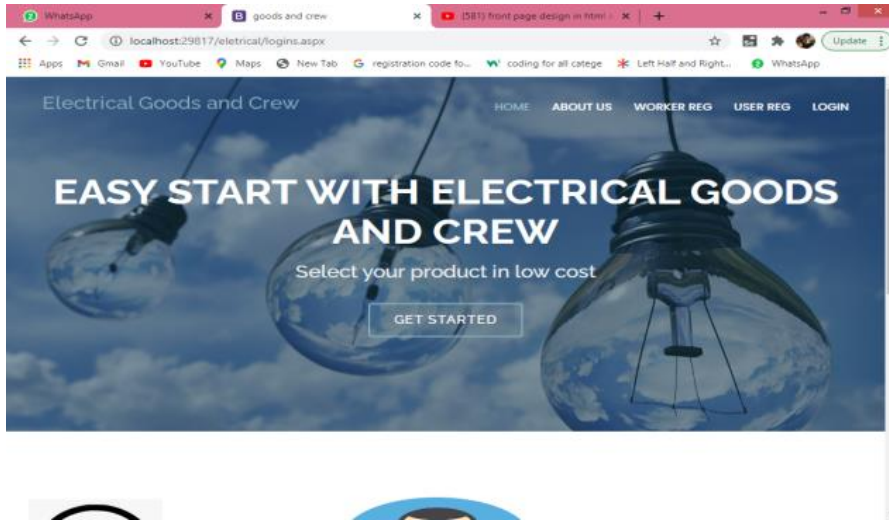 WhatsApp
goods and crew
(581) front page design in html
localhost:29817/eletrical/logins.aspx
Update
Apps
Gmail
YouTube
Maps
New Tab
registration code fo...
coding for all catege
Left Half and Right...
WhatsApp
Electrical Goods and Crew
HOME ABOUT US WORKER REG USER REG LOGIN
EASY START WITH ELECTRICAL GOODS
AND CREW
Select your product in low cost
GET STARTED